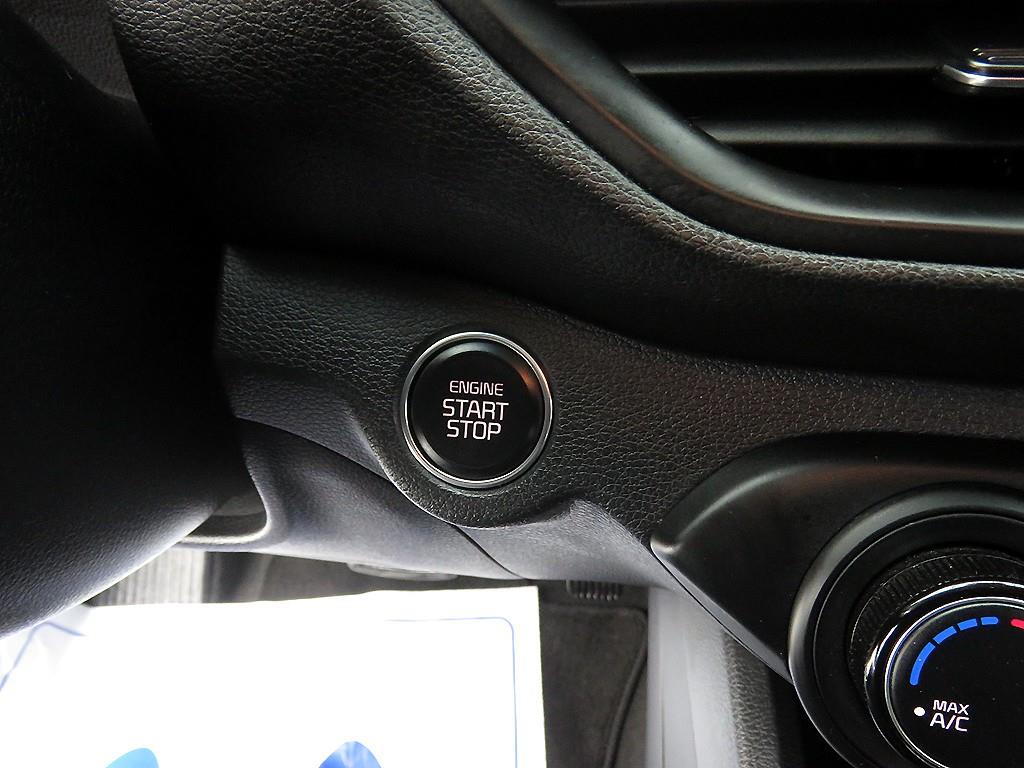 ENGINE
START
STOP
MAX
A/C